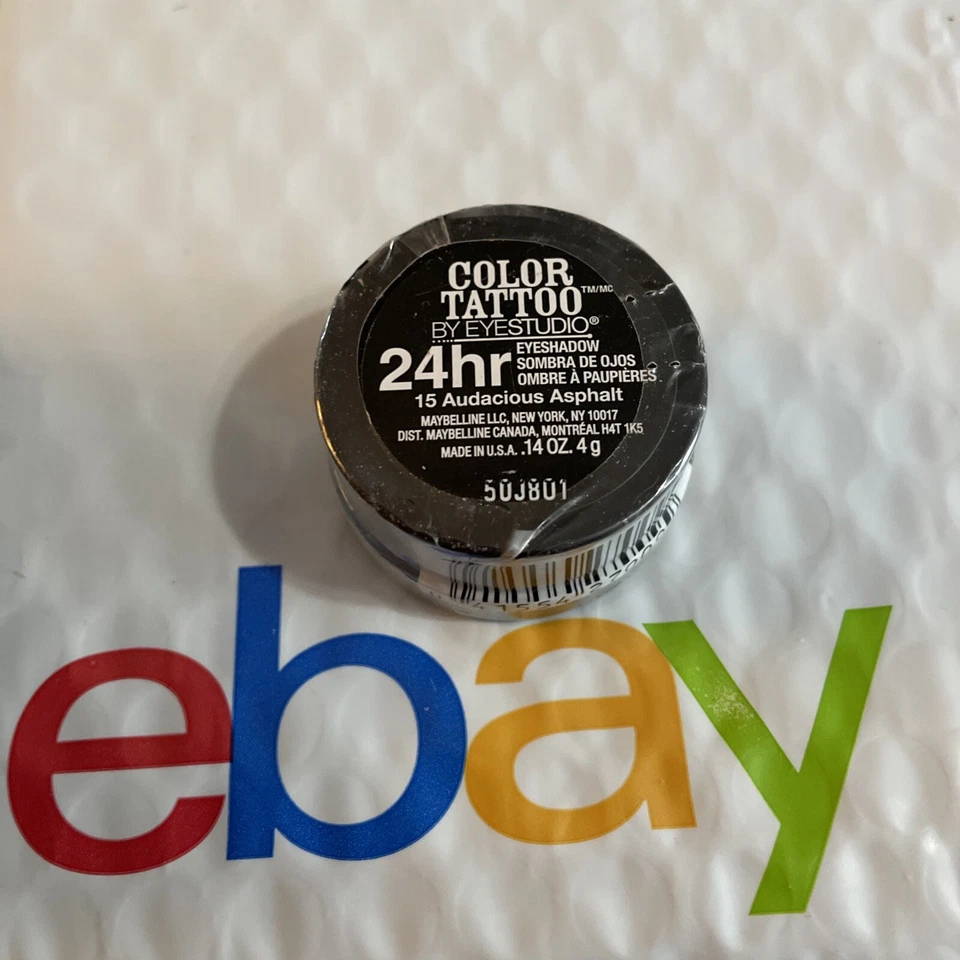 COLOR
TATTOO TM/MC
BY EYESTUDIO®
24hr
EYESHADOW
SOMBRA DE OJOS
OMBRE À PAUPIÈRES
15 Audacious Asphalt
MAYBELLINE LLC, NEW YORK, NY 10017
DIST. MAYBELLINE CANADA, MONTRÉAL H4T 1K5
MADE IN U.S.A. .14 OZ. 4 g
50J801
ebay